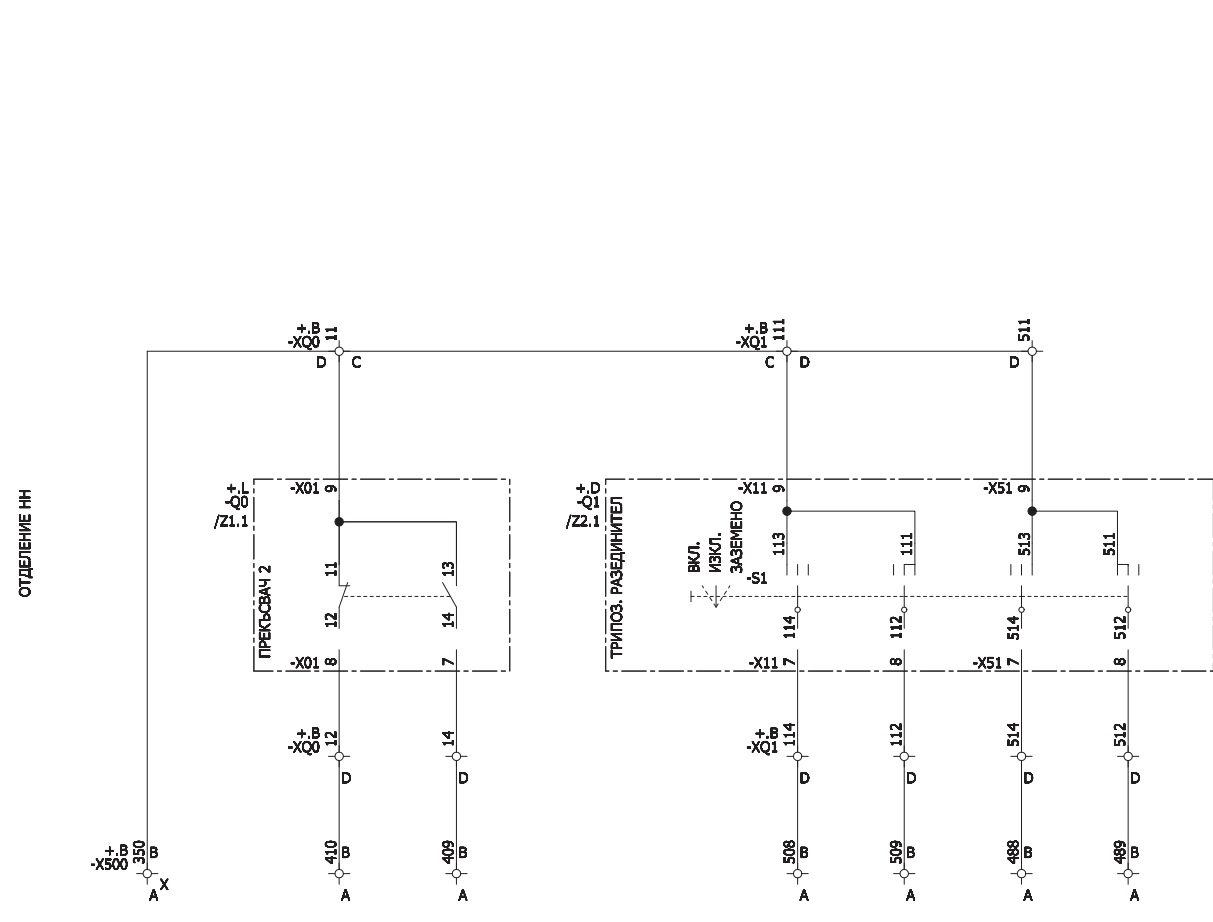 +.B
-XQ0
11
D
C
+.B
-XQ1
111
C
D
511
D
ОТДЕЛЕНИЕ НН
+.L
-Q0
/Z1.1
-X01
9
ПРЕКЪСВАЧ 2
11
13
12
14
-X01
8
7
+.D
-Q1
/Z2.1
ТРИПОЗ. РАЗЕДИНИТЕЛ
ВКЛ.
ИЗКЛ.
ЗАЗЕМЕНО
-X11
9
-X51
9
113
111
513
511
-S1
114
112
514
512
-X11
7
8
-X51
7
8
+.B
-XQ0
12
14
D
D
+.B
-XQ1
114
112
514
512
D
D
D
D
+.B
-X500
350
B
410
B
409
B
508
B
509
B
488
B
489
B
X
A
A
A
A
A
A
A